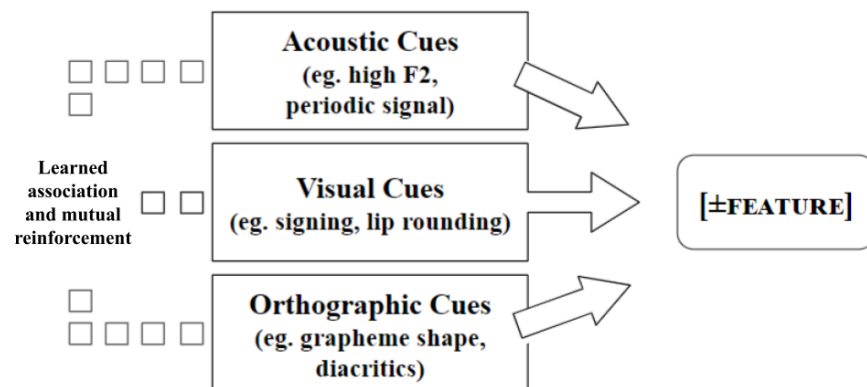 Acoustic Cues
(eg. high F2,
periodic signal)
Learned
association
and mutual
reinforcement
Visual Cues
(eg. signing, lip rounding)
[±FEATURE]
Orthographic Cues
(eg. grapheme shape,
diacritics)